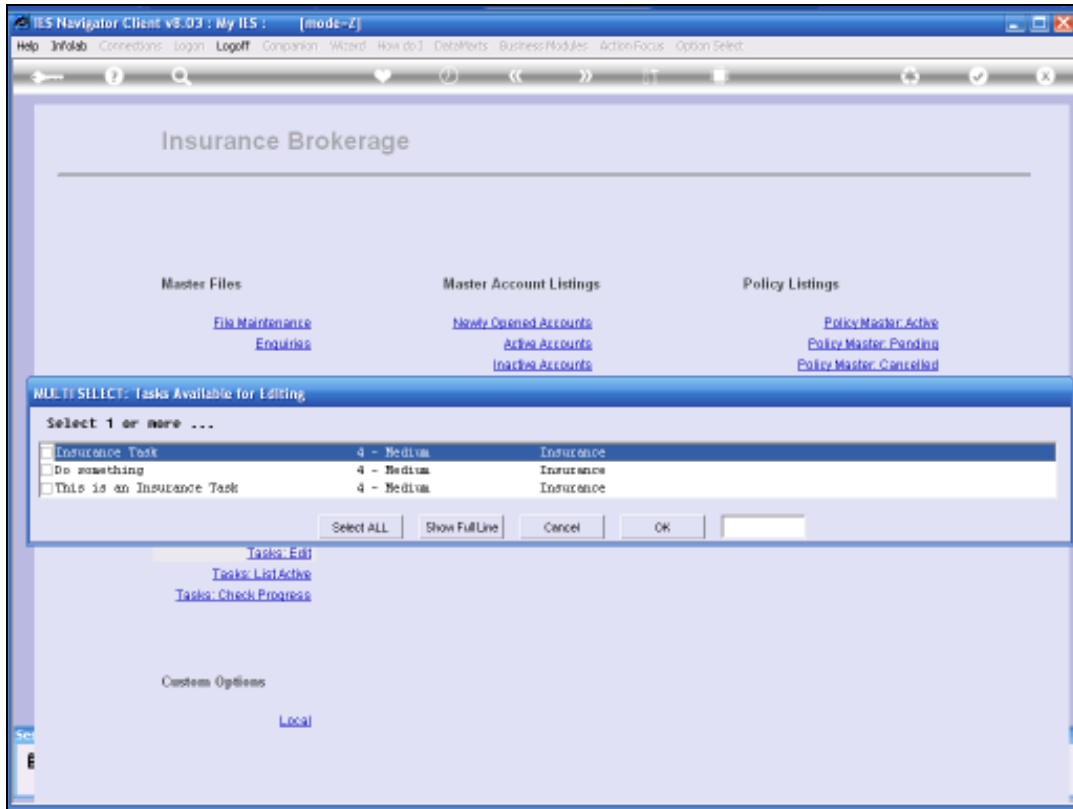 IES Navigator Client v8.03 : My IES : [mode-Z]
Help Infolab Connections Logon Logoff Companion Wizard How do I DataMarts Business Modules Action Focus Option Select
Insurance Brokerage
Master Files Master Account Listings Policy Listings
File Maintenance Newly Opened Accounts Policy Master: Active
Enquiries Active Accounts Policy Master: Pending
Inactive Accounts Policy Master: Cancelled
MULTI SELECT: Tasks Available for Editing
Select 1 or more ...
Insurance Task 4 - Medium Insurance
Do something 4 - Medium Insurance
This is an Insurance Task 4 - Medium Insurance
Select ALL Show Full Line Cancel OK
Tasks: Edit
Tasks: List Active
Tasks: Check Progress
Custom Options
Local